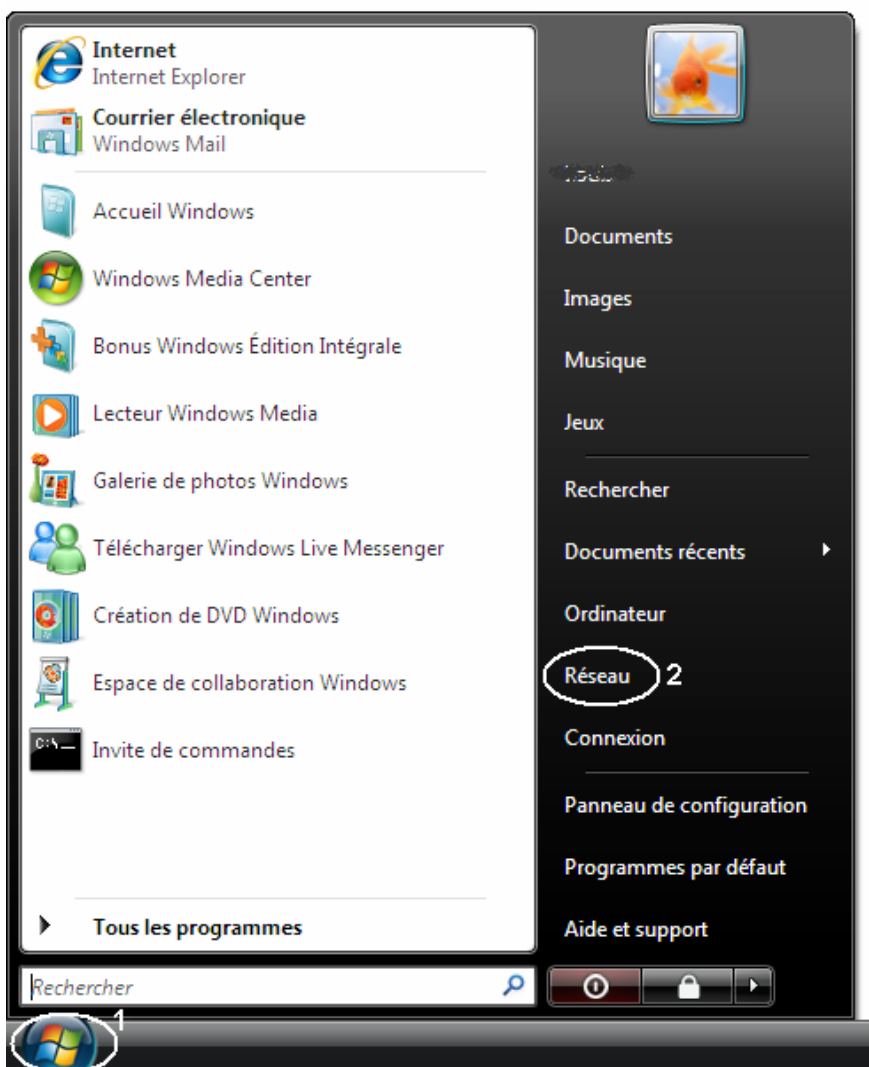 Internet
Internet Explorer
Courrier électronique
Windows Mail
Accueil Windows
Windows Media Center
Bonus Windows Édition Intégrale
Lecteur Windows Media
Galerie de photos Windows
Télécharger Windows Live Messenger
Création de DVD Windows
Espace de collaboration Windows
C:\
Invite de commandes
Tous les programmes
Rechercher
1
Documents
Images
Musique
Jeux
Rechercher
Documents récents
Ordinateur
Réseau 2
Connexion
Panneau de configuration
Programmes par défaut
Aide et support